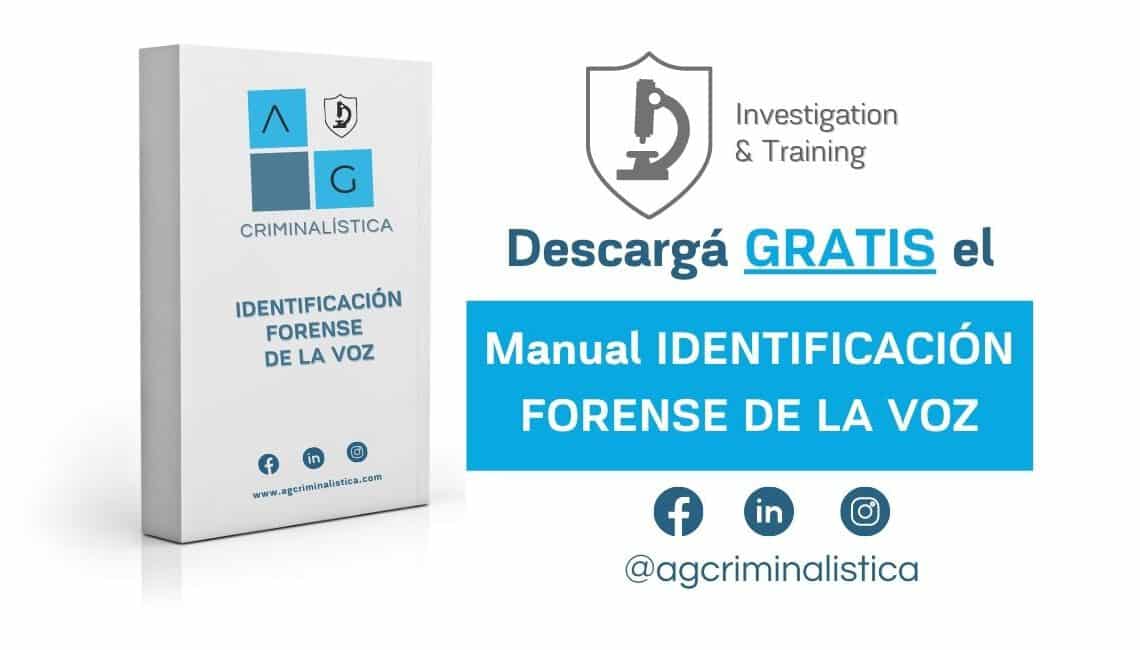 Λ
G
CRIMINALÍSTICA
IDENTIFICACIÓN
FORENSE
DE LA VOZ
www.agcriminalistica.com
Investigation
& Training
Descargá GRATIS el
Manual IDENTIFICACIÓN
FORENSE DE LA VOZ
@agcriminalistica